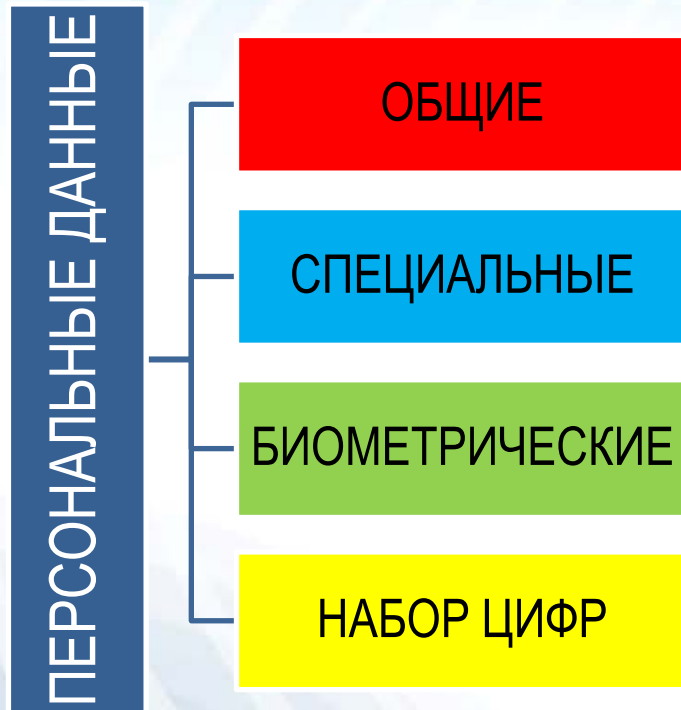 ПЕРСОНАЛЬНЫЕ ДАННЫЕ
ОБЩИЕ
СПЕЦИАЛЬНЫЕ
БИОМЕТРИЧЕСКИЕ
НАБОР ЦИФР